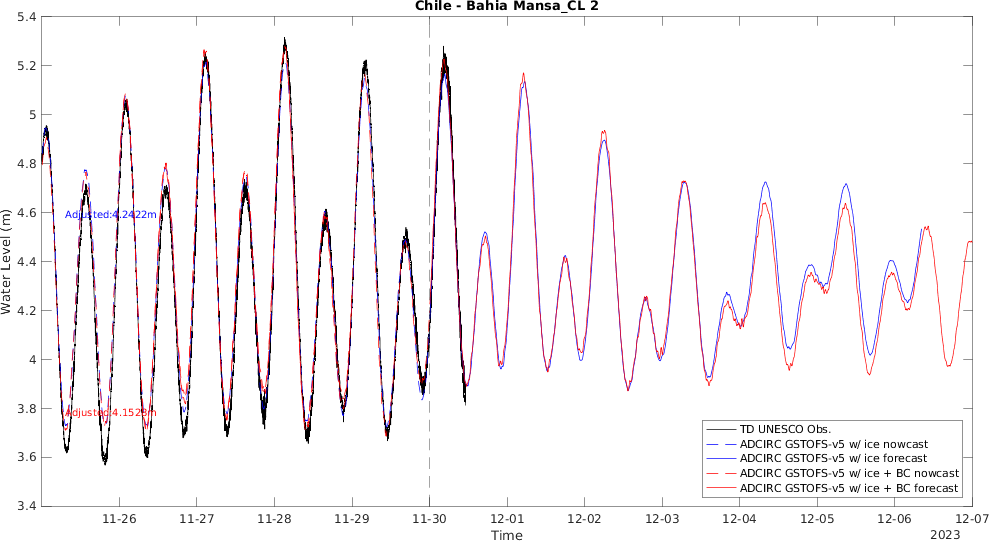 Chile - Bahia Mansa_CL 2
5.4
5.2
5
4.8
4.6
4.4
4.2
4
3.8
3.6
3.4
Water Level (m)
Adjusted:4.2422m
Adjusted:4.1528m
TD UNESCO Obs.
ADCIRC GSTOFS-v5 w/ ice nowcast
ADCIRC GSTOFS-v5 w/ ice forecast
ADCIRC GSTOFS-v5 w/ ice + BC nowcast
ADCIRC GSTOFS-v5 w/ ice + BC forecast
11-26 11-27 11-28 11-29 11-30 12-01 12-02 12-03 12-04 12-05 12-06 12-07
Time
2023